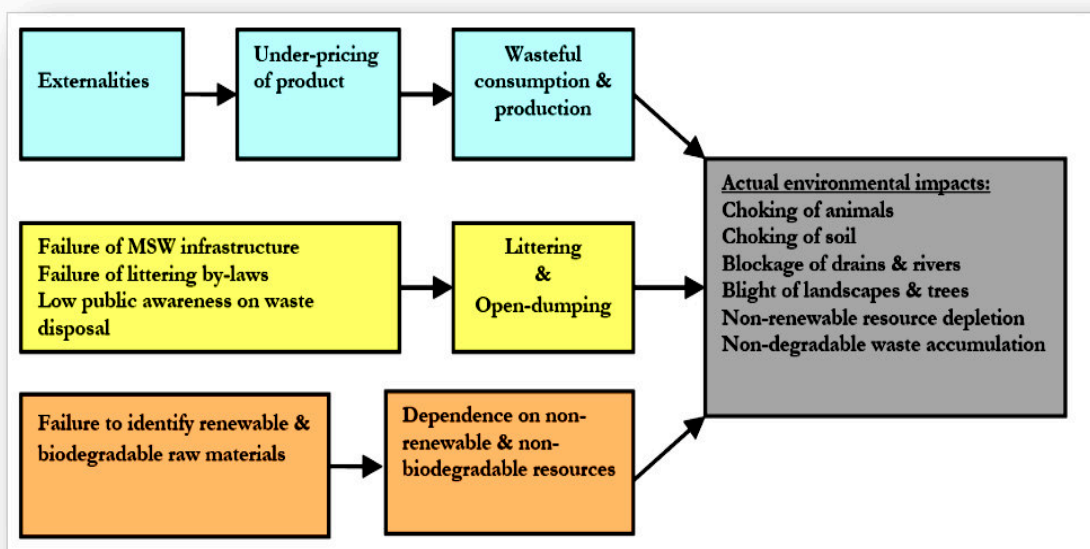 Externalities
Under-pricing
of product
Wasteful
consumption &
production
Failure of MSW infrastructure
Failure of littering by-laws
Low public awareness on waste
disposal
Littering
&
Open-dumping
Failure to identify renewable &
biodegradable raw materials
Dependence on non-
renewable & non-
biodegradable resources
Actual environmental impacts:
Choking of animals
Choking of soil
Blockage of drains & rivers
Blight of landscapes & trees
Non-renewable resource depletion
Non-degradable waste accumulation